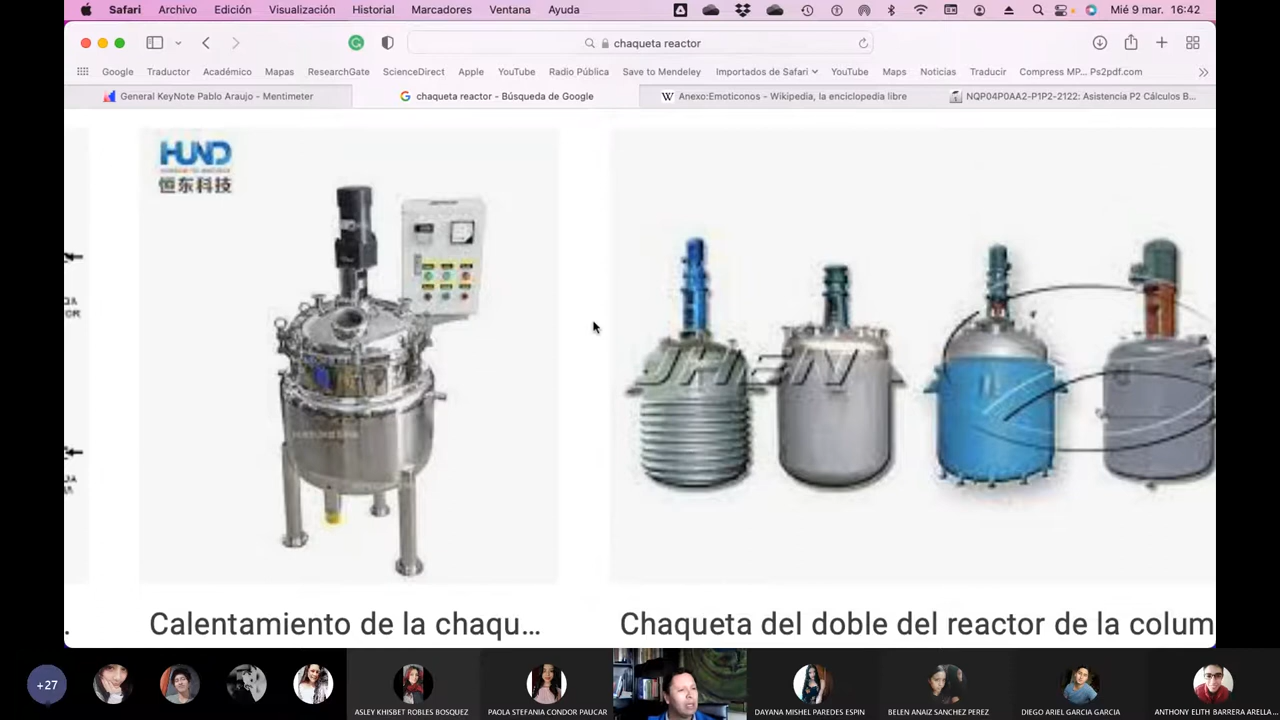 Safari Archivo Edición Visualización Historial Marcadores Ventana Ayuda Mié 9 mar. 16:42
chaqueta reactor
Google Traductor Académico Mapas ResearchGate ScienceDirect Apple YouTube Radio Pública Save to Mendeley Importados de Safari YouTube Maps Noticias Traducir Compress MP... Ps2pdf.com
General KeyNote Pablo Araujo - Mentimeter chaqueta reactor - Búsqueda de Google Anexo:Emoticonos - Wikipedia, la enciclopedia libre NQP04P0AA2-P1P2-2122: Asistencia P2 Cálculos B...
HUND
恒东科技
JHEN
Calentamiento de la chaqu... Chaqueta del doble del reactor de la colum
+27 ASLEY KHISBET ROBLES BOSQUEZ PAOLA STEFANIA CONDOR PAUCAR DAYANA MISHEL PAREDES ESPIN BELEN ANAIZ SANCHEZ PEREZ DIEGO ARIEL GARCIA GARCIA ANTHONY ELITH BARRERA ARELLA...